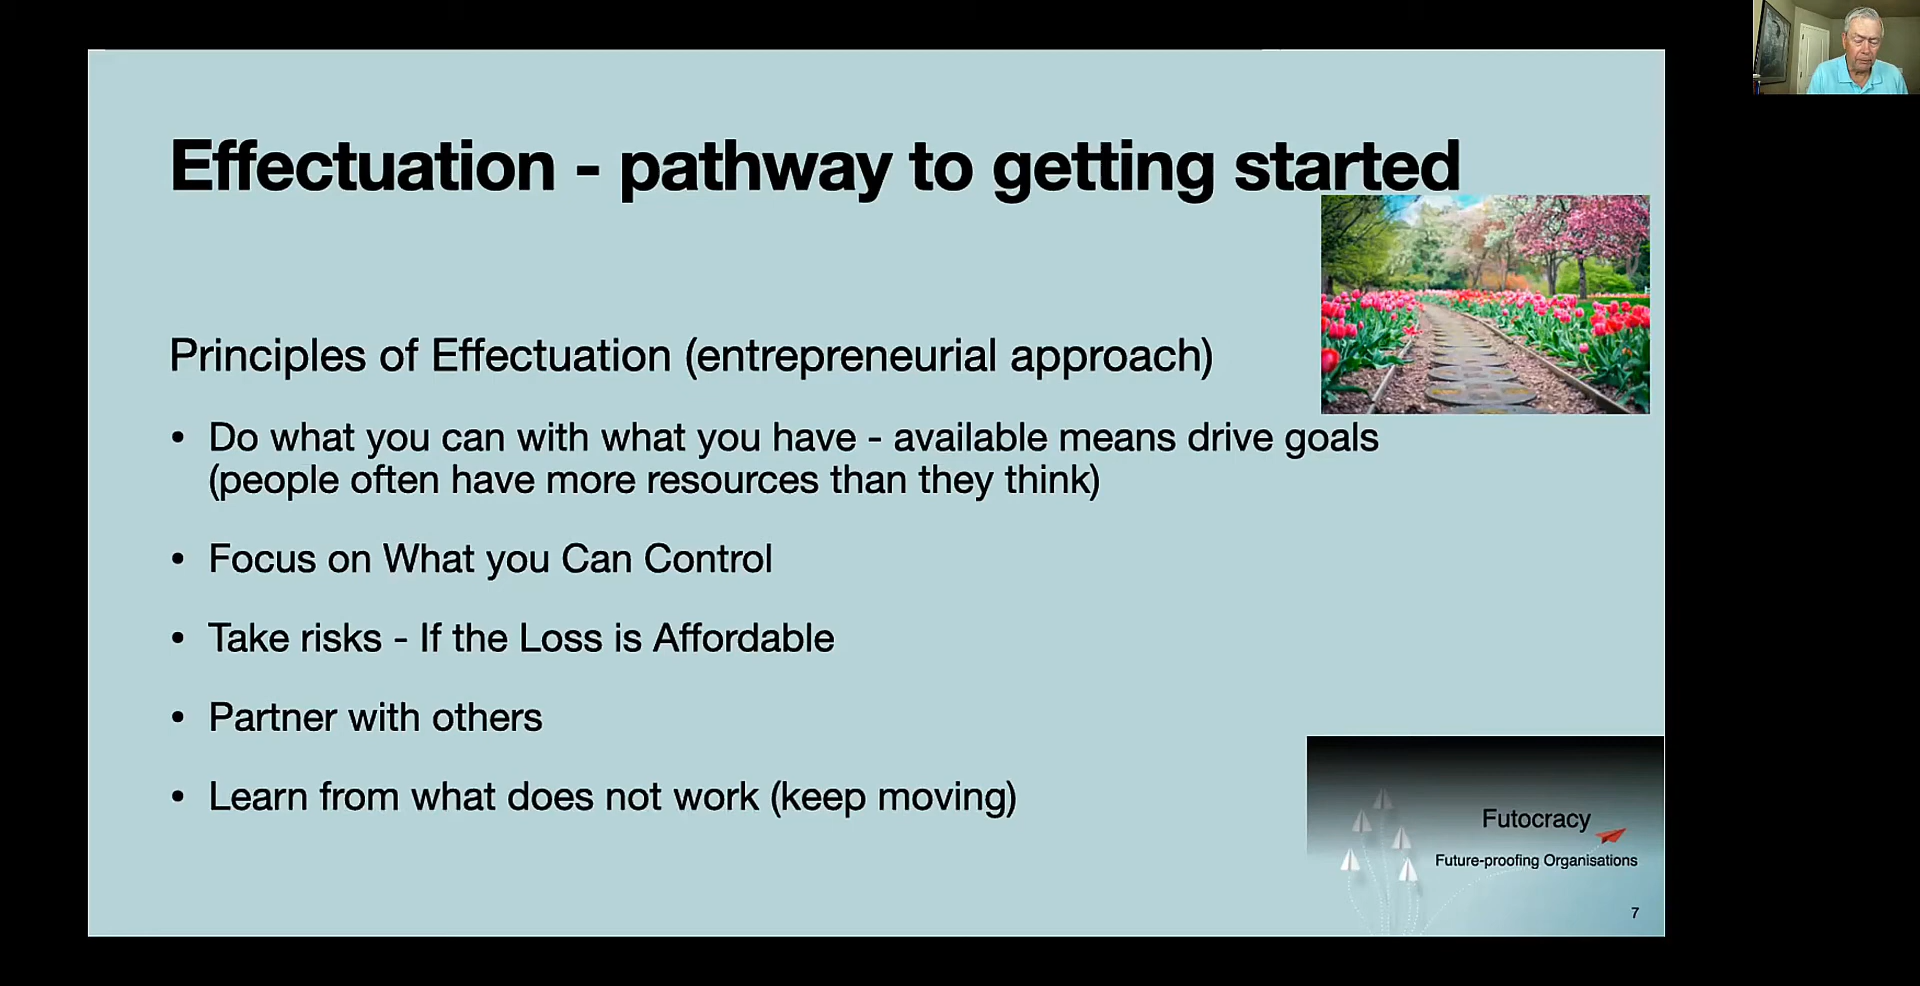 Effectuation - pathway to getting started
Principles of Effectuation (entrepreneurial approach)
• Do what you can with what you have - available means drive goals
(people often have more resources than they think)
• Focus on What you Can Control
• Take risks - If the Loss is Affordable
• Partner with others
• Learn from what does not work (keep moving)
Futocracy
Future-proofing Organisations
7